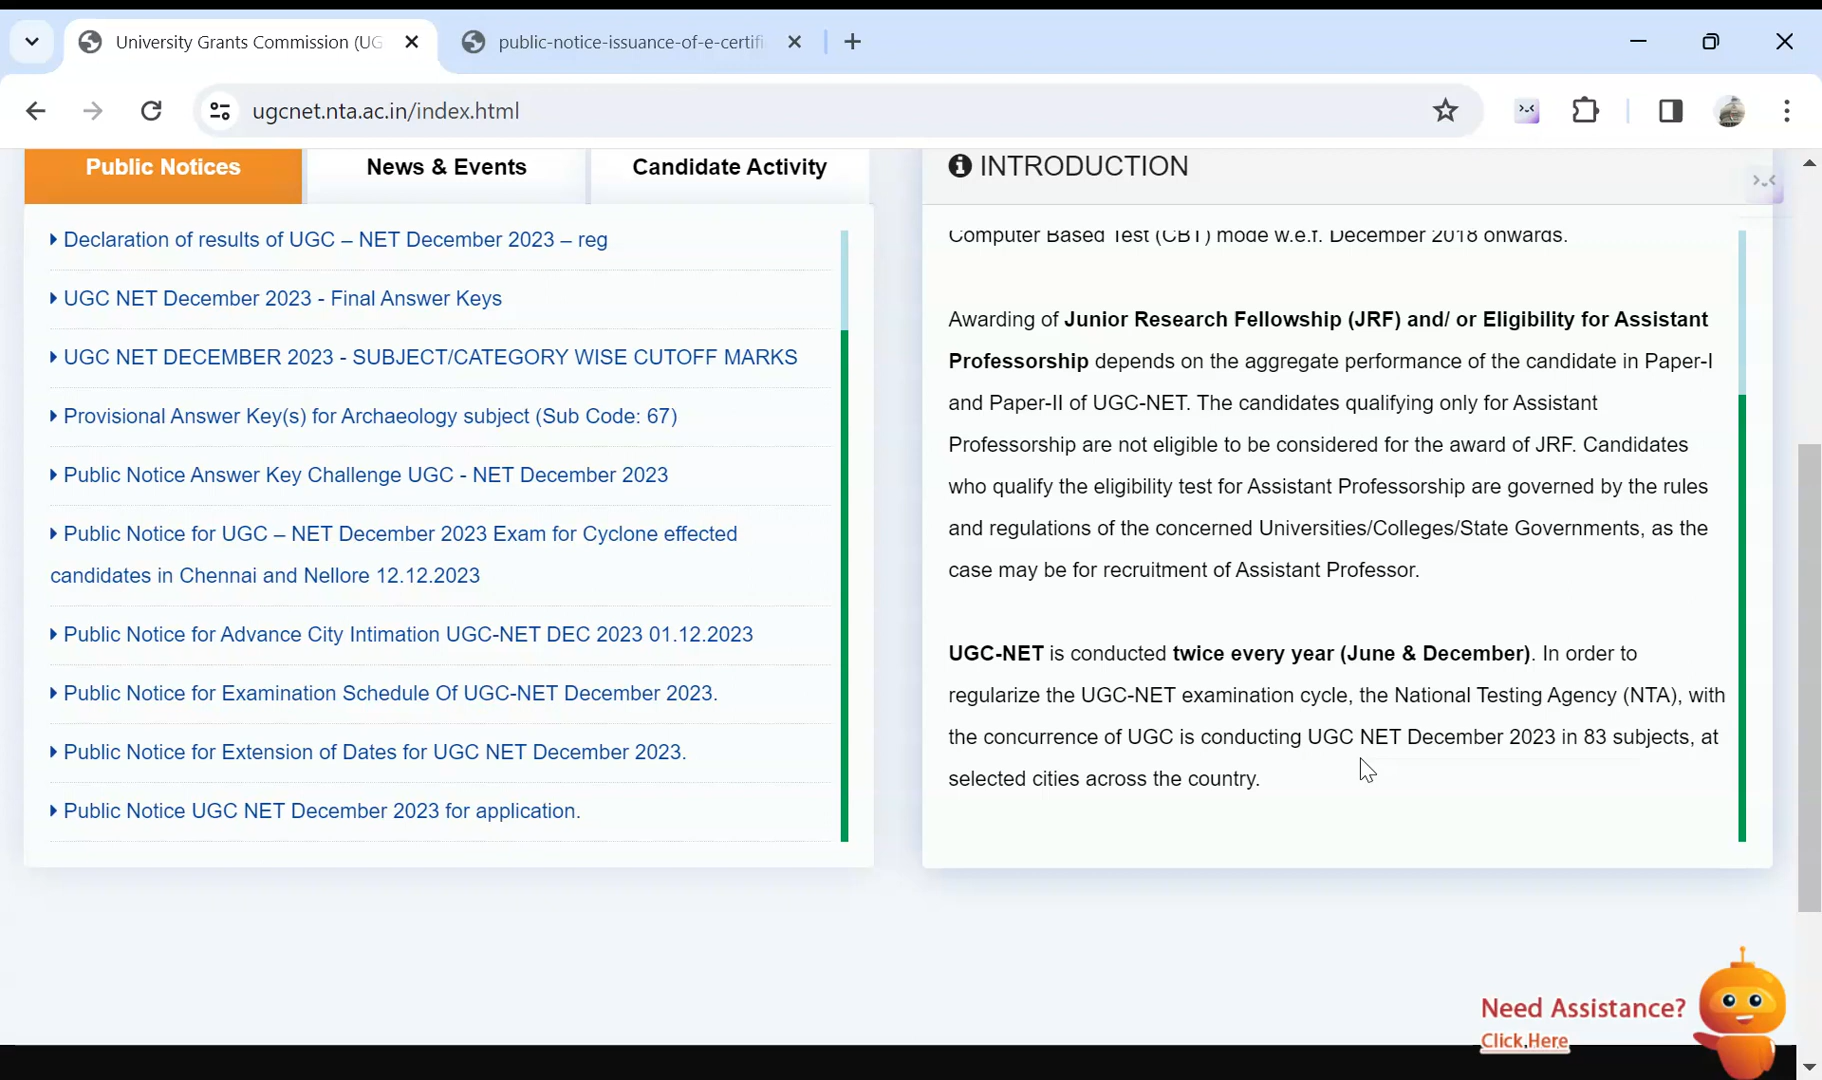 University Grants Commission (UG
public-notice-issuance-of-e-certifi
ugcnet.nta.ac.in/index.html
Public Notices
News & Events
Candidate Activity
Declaration of results of UGC – NET December 2023 – reg
UGC NET December 2023 - Final Answer Keys
UGC NET DECEMBER 2023 - SUBJECT/CATEGORY WISE CUTOFF MARKS
Provisional Answer Key(s) for Archaeology subject (Sub Code: 67)
Public Notice Answer Key Challenge UGC - NET December 2023
Public Notice for UGC – NET December 2023 Exam for Cyclone effected
candidates in Chennai and Nellore 12.12.2023
Public Notice for Advance City Intimation UGC-NET DEC 2023 01.12.2023
Public Notice for Examination Schedule Of UGC-NET December 2023.
Public Notice for Extension of Dates for UGC NET December 2023.
Public Notice UGC NET December 2023 for application.
INTRODUCTION
Computer Based Test (CBT) mode w.e.f. December 2018 onwards.
Awarding of Junior Research Fellowship (JRF) and/ or Eligibility for Assistant
Professorship depends on the aggregate performance of the candidate in Paper-I
and Paper-II of UGC-NET. The candidates qualifying only for Assistant
Professorship are not eligible to be considered for the award of JRF. Candidates
who qualify the eligibility test for Assistant Professorship are governed by the rules
and regulations of the concerned Universities/Colleges/State Governments, as the
case may be for recruitment of Assistant Professor.
UGC-NET is conducted twice every year (June & December). In order to
regularize the UGC-NET examination cycle, the National Testing Agency (NTA), with
the concurrence of UGC is conducting UGC NET December 2023 in 83 subjects, at
selected cities across the country.
Need Assistance?
Click Here